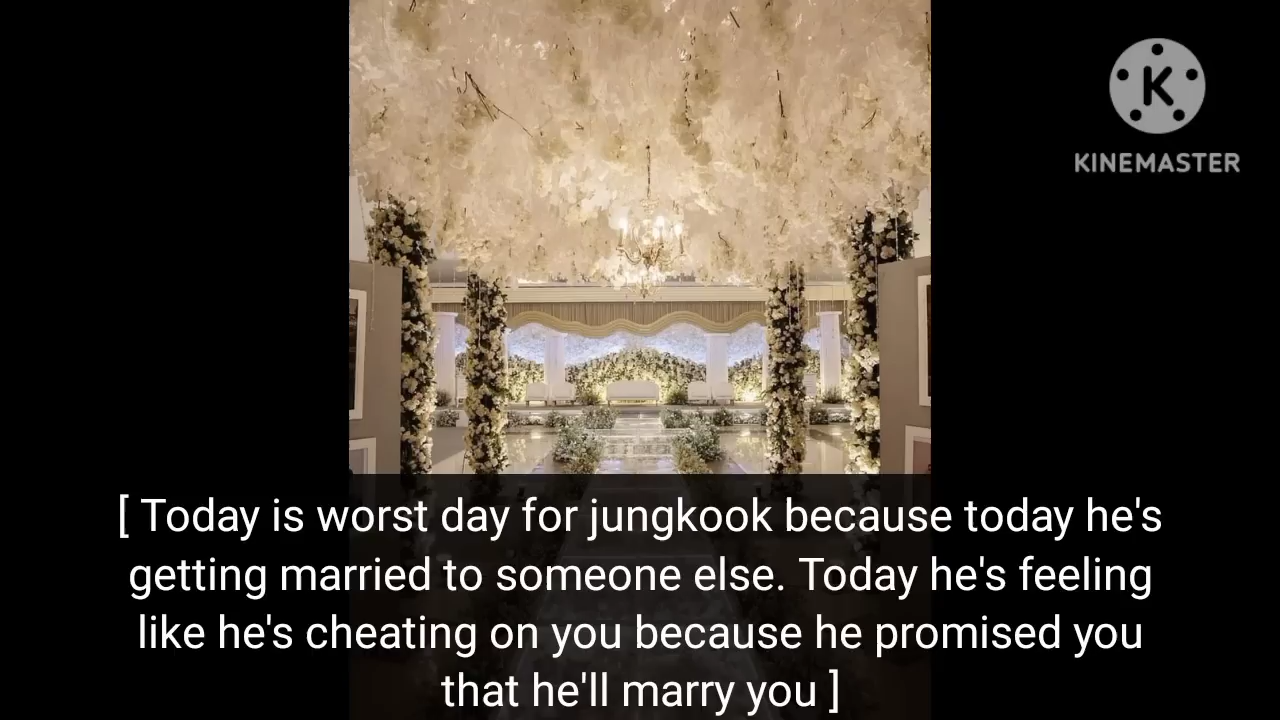 K
KINEMASTER
[ Today is worst day for jungkook because today he's
getting married to someone else. Today he's feeling
like he's cheating on you because he promised you
that he'll marry you ]